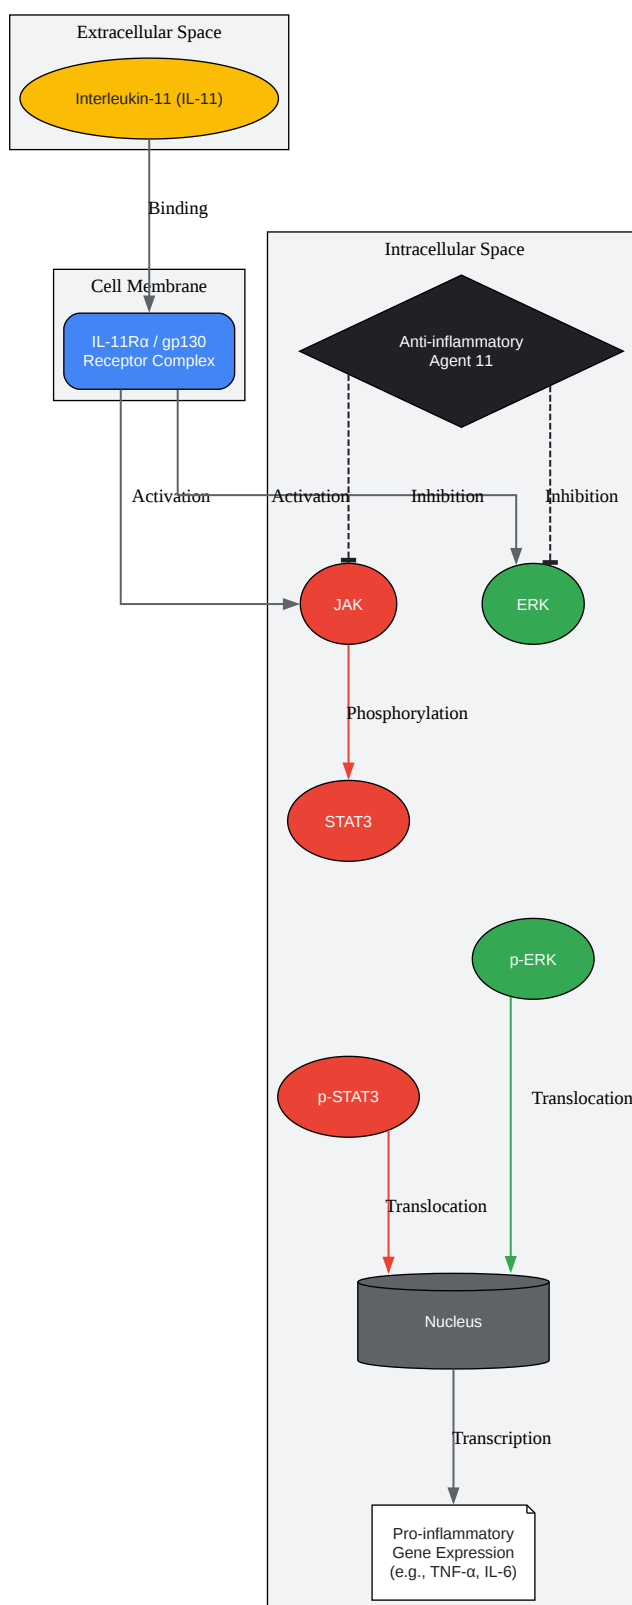 Extracellular Space
Interleukin-11 (IL-11)
Binding
Cell Membrane
IL-11Rα / gp130
Receptor Complex
Intracellular Space
Anti-inflammatory
Agent 11
Activation
Activation
Inhibition
Inhibition
JAK
ERK
Phosphorylation
STAT3
p-ERK
p-STAT3
Translocation
Translocation
Nucleus
Transcription
Pro-inflammatory
Gene Expression
(e.g., TNF-α, IL-6)